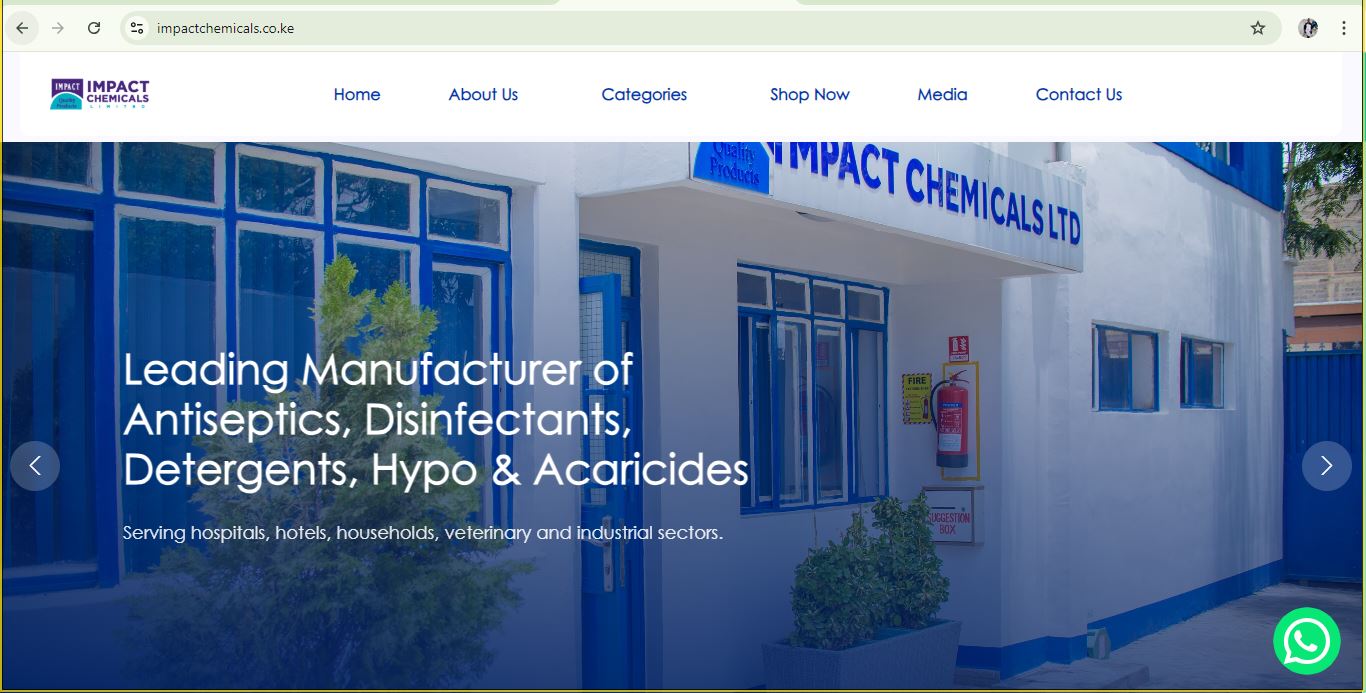 impactchemicals.co.ke
IMPACT
Quality
Products
IMPACT
CHEMICALS
LIMITED
Home
About Us
Categories
Shop Now
Media
Contact Us
Quality
Products
IMPACT CHEMICALS LTD
FIRE
Leading Manufacturer of
Antiseptics, Disinfectants,
Detergents, Hypo & Acaricides
SUGGESTION
BOX
Serving hospitals, hotels, households, veterinary and industrial sectors.